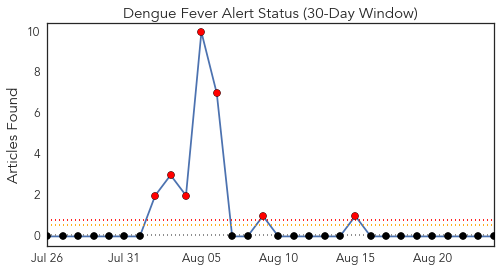 Dengue Fever Alert Status (30-Day Window)
Articles Found
10
8
6
4
2
0
Jul 26 Jul 31 Aug 05 Aug 10 Aug 15 Aug 20